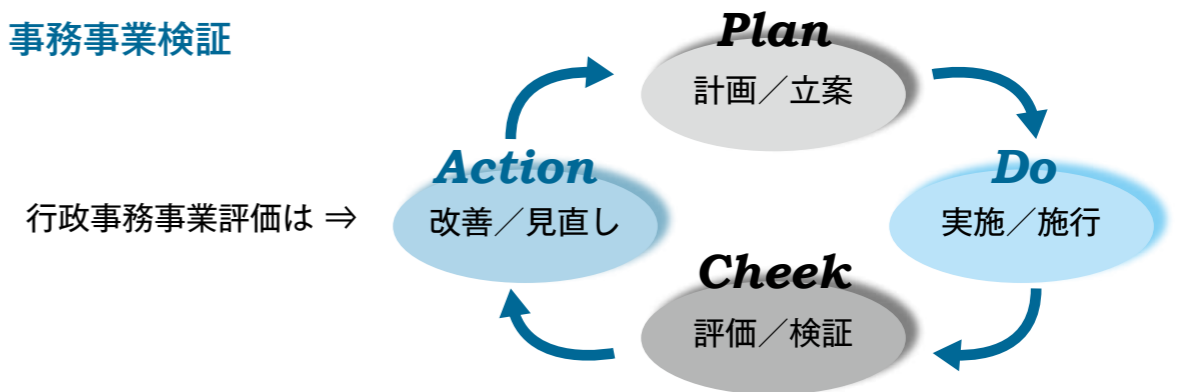 事務事業検証
Plan
計画／立案
Action
改善／見直し
Do
実施／施行
行政事務事業評価は ⇒
Cheek
評価／検証